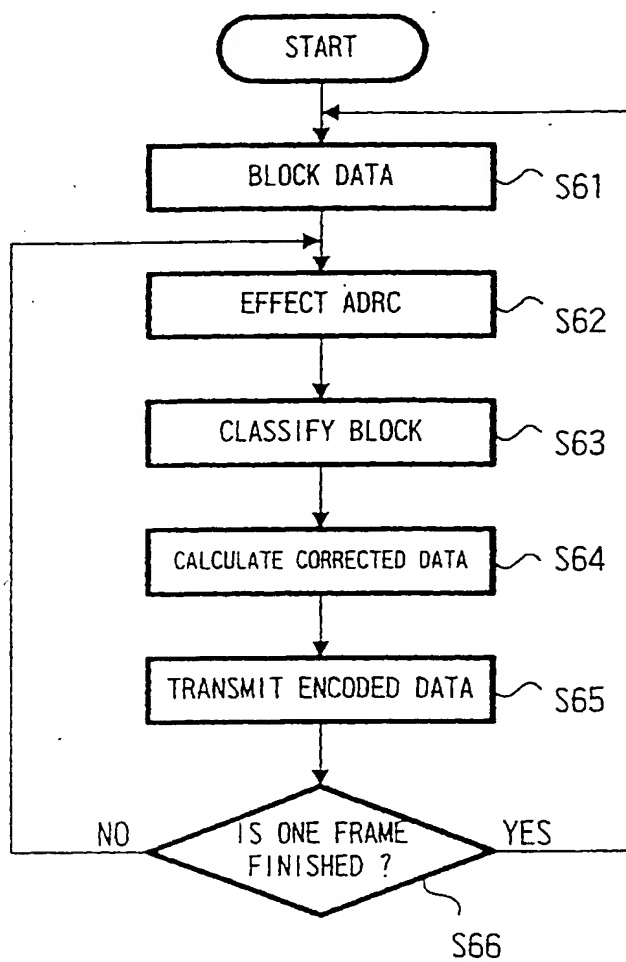 START
BLOCK DATA
S61
EFFECT ADRC
S62
CLASSIFY BLOCK
S63
CALCULATE CORRECTED DATA
S64
TRANSMIT ENCODED DATA
S65
NO
IS ONE FRAME
FINISHED ?
YES
S66